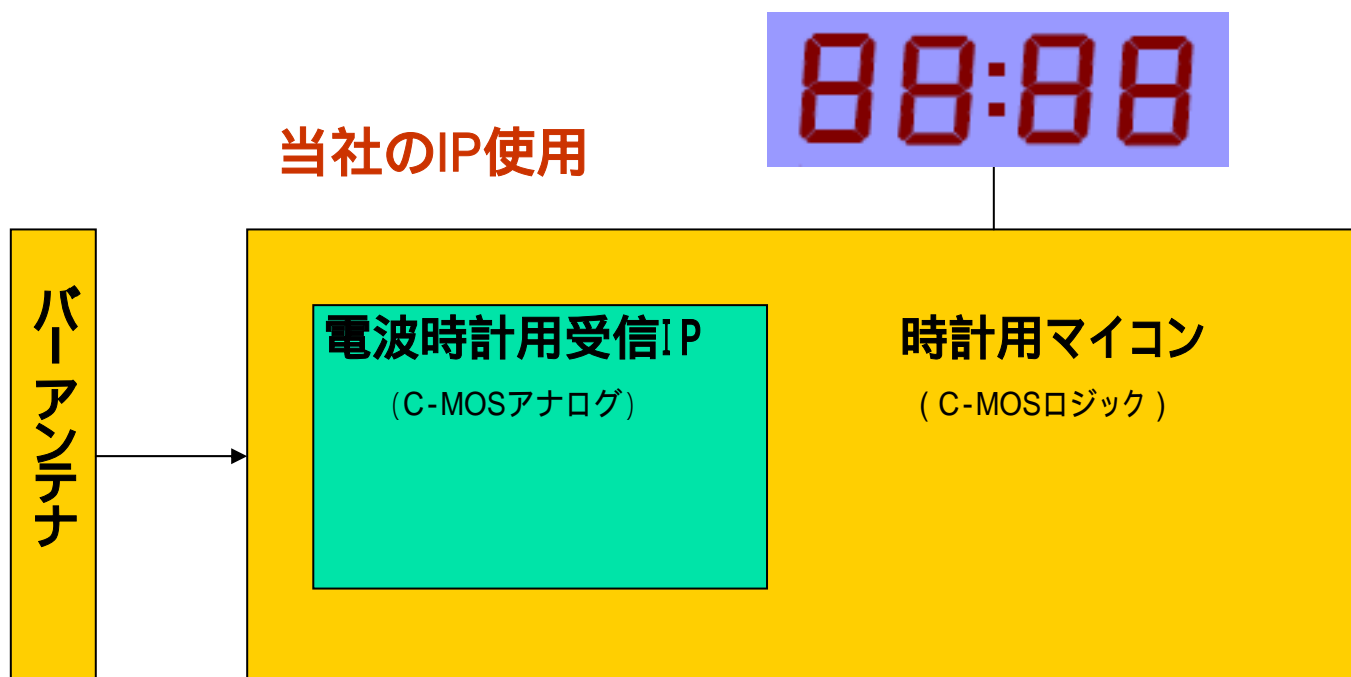 88:88
当社のIP使用
バーアンテナ
電波時計用受信IP
(C-MOSアナログ)
時計用マイコン
( C-MOSロジック )